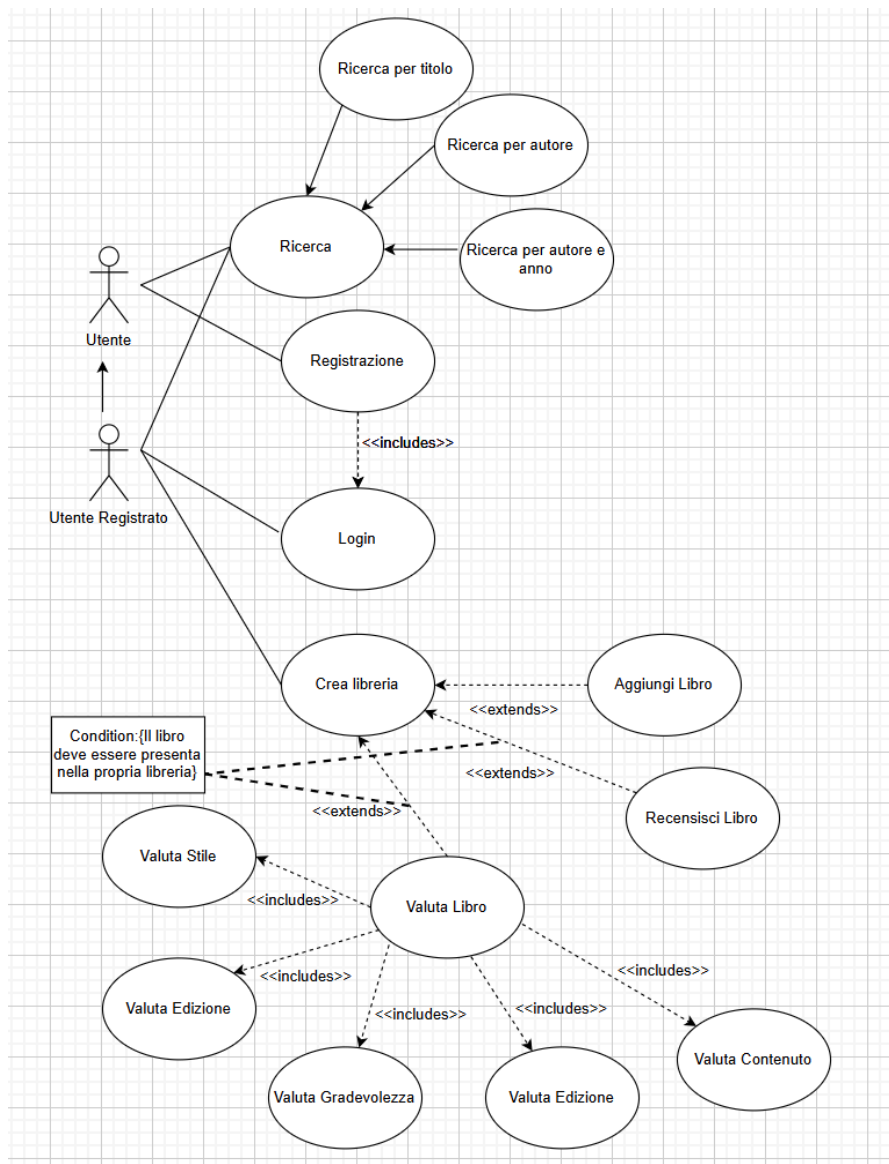 Ricerca per titolo
Ricerca per autore
Ricerca
Ricerca per autore e
anno
Utente
Registrazione
<<includes>>
Utente Registrato
Login
Crea libreria
Aggiungi Libro
<<extends>>
Condition:{Il libro
deve essere presenta
nella propria libreria}
<<extends>>
<<extends>>
Recensisci Libro
Valuta Stile
<<includes>>
Valuta Libro
<<includes>>
<<includes>>
Valuta Edizione
<<includes>>
<<includes>>
Valuta Contenuto
Valuta Gradevolezza
Valuta Edizione